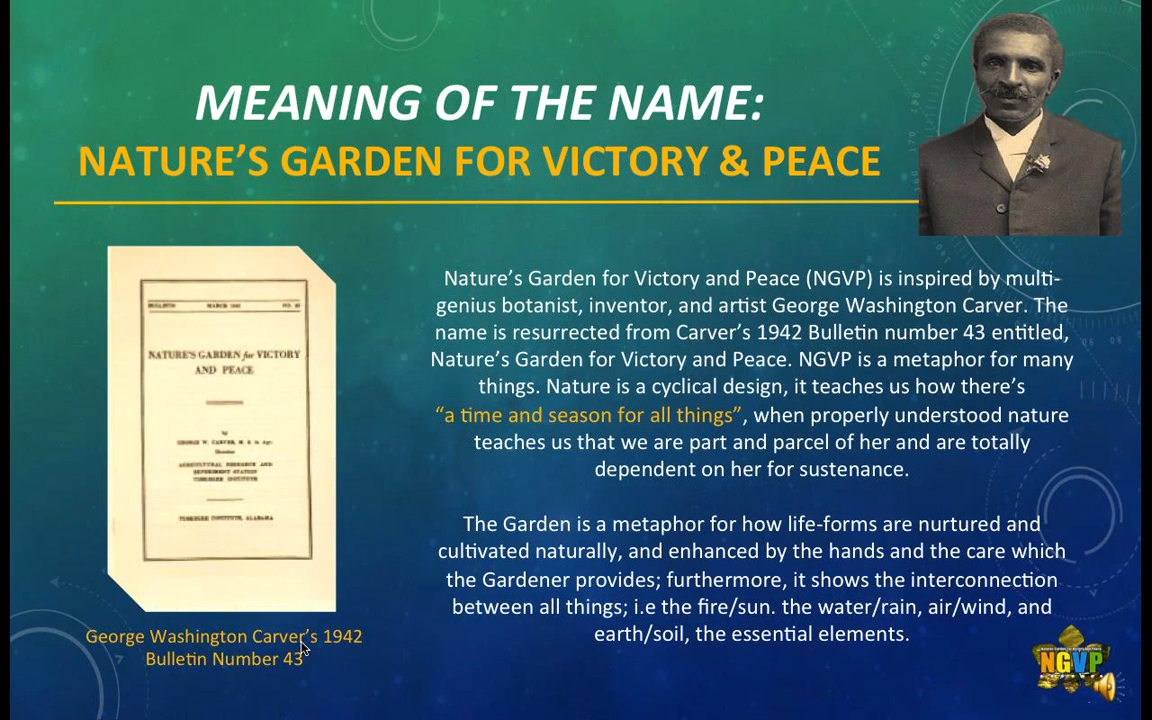 MEANING OF THE NAME:
NATURE'S GARDEN FOR VICTORY & PEACE
BULLETIN MARCH 1942 NO. 43
NATURE'S GARDEN for VICTORY
AND PEACE
by
GEORGE W. CARVER, M. S. in Agr.
Director
AGRICULTURAL RESEARCH AND
EXPERIMENT STATION
TUSKEGEE INSTITUTE
TUSKEGEE INSTITUTE, ALABAMA
George Washington Carver's 1942
Bulletin Number 43
Nature's Garden for Victory and Peace (NGVP) is inspired by multi-
genius botanist, inventor, and artist George Washington Carver. The
name is resurrected from Carver's 1942 Bulletin number 43 entitled,
Nature's Garden for Victory and Peace. NGVP is a metaphor for many
things. Nature is a cyclical design, it teaches us how there's
“a time and season for all things”, when properly understood nature
teaches us that we are part and parcel of her and are totally
dependent on her for sustenance.
The Garden is a metaphor for how life-forms are nurtured and
cultivated naturally, and enhanced by the hands and the care which
the Gardener provides; furthermore, it shows the interconnection
between all things; i.e the fire/sun. the water/rain, air/wind, and
earth/soil, the essential elements.
NGVP